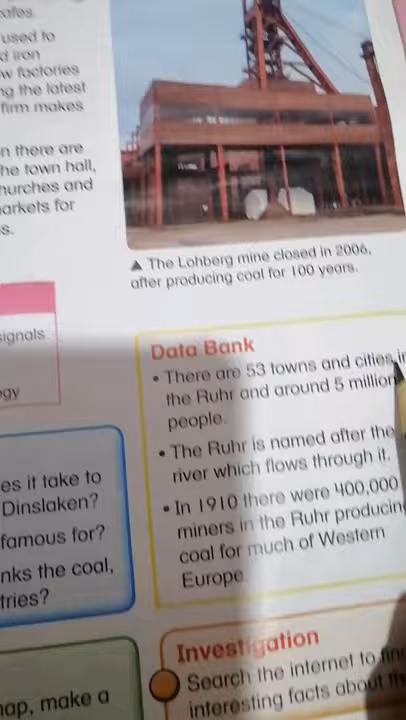 used to
d iron
w factories
ng the latest
firm makes
n there are
he town hall,
hurches and
arkets for
s.
▲ The Lohberg mine closed in 2006,
after producing coal for 100 years.
signals.
gy
es it take to
Dinslaken?
famous for?
nks the coal,
tries?
ap, make a
Data Bank
• There are 53 towns and cities in
the Ruhr and around 5 million
people.
• The Ruhr is named after the
river which flows through it.
• In 1910 there were 400,000
miners in the Ruhr producing
coal for much of Western
Europe.
Investigation
Search the internet to find
interesting facts about th